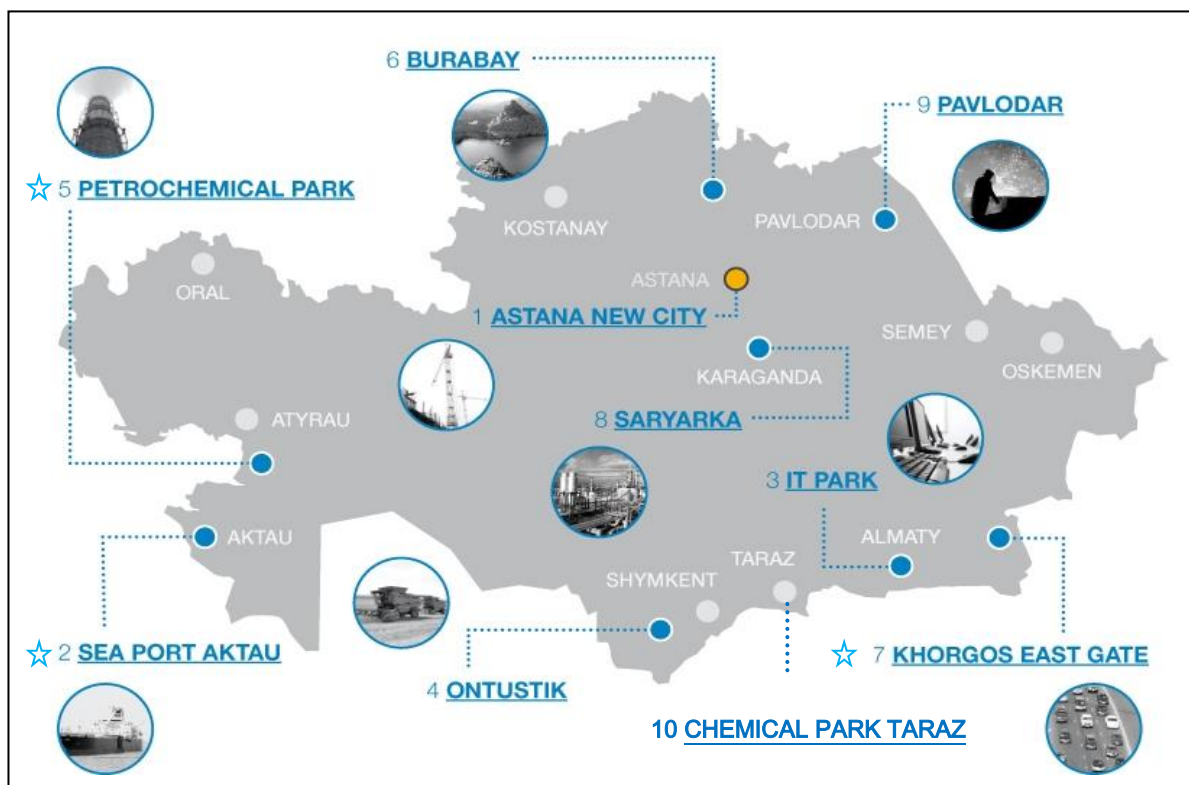 6 BURABAY
9 PAVLODAR
☆ 5 PETROCHEMICAL PARK
KOSTANAY
PAVLODAR
ORAL
ASTANA
1 ASTANA NEW CITY
SEMEY
OSKEMEN
KARAGANDA
ATYRAU
8 SARYARKA
3 IT PARK
AKTAU
ALMATY
TARAZ
SHYMKENT
☆ 2 SEA PORT AKTAU
☆ 7 KHORGOS EAST GATE
4 ONTUSTIK
10 CHEMICAL PARK TARAZ